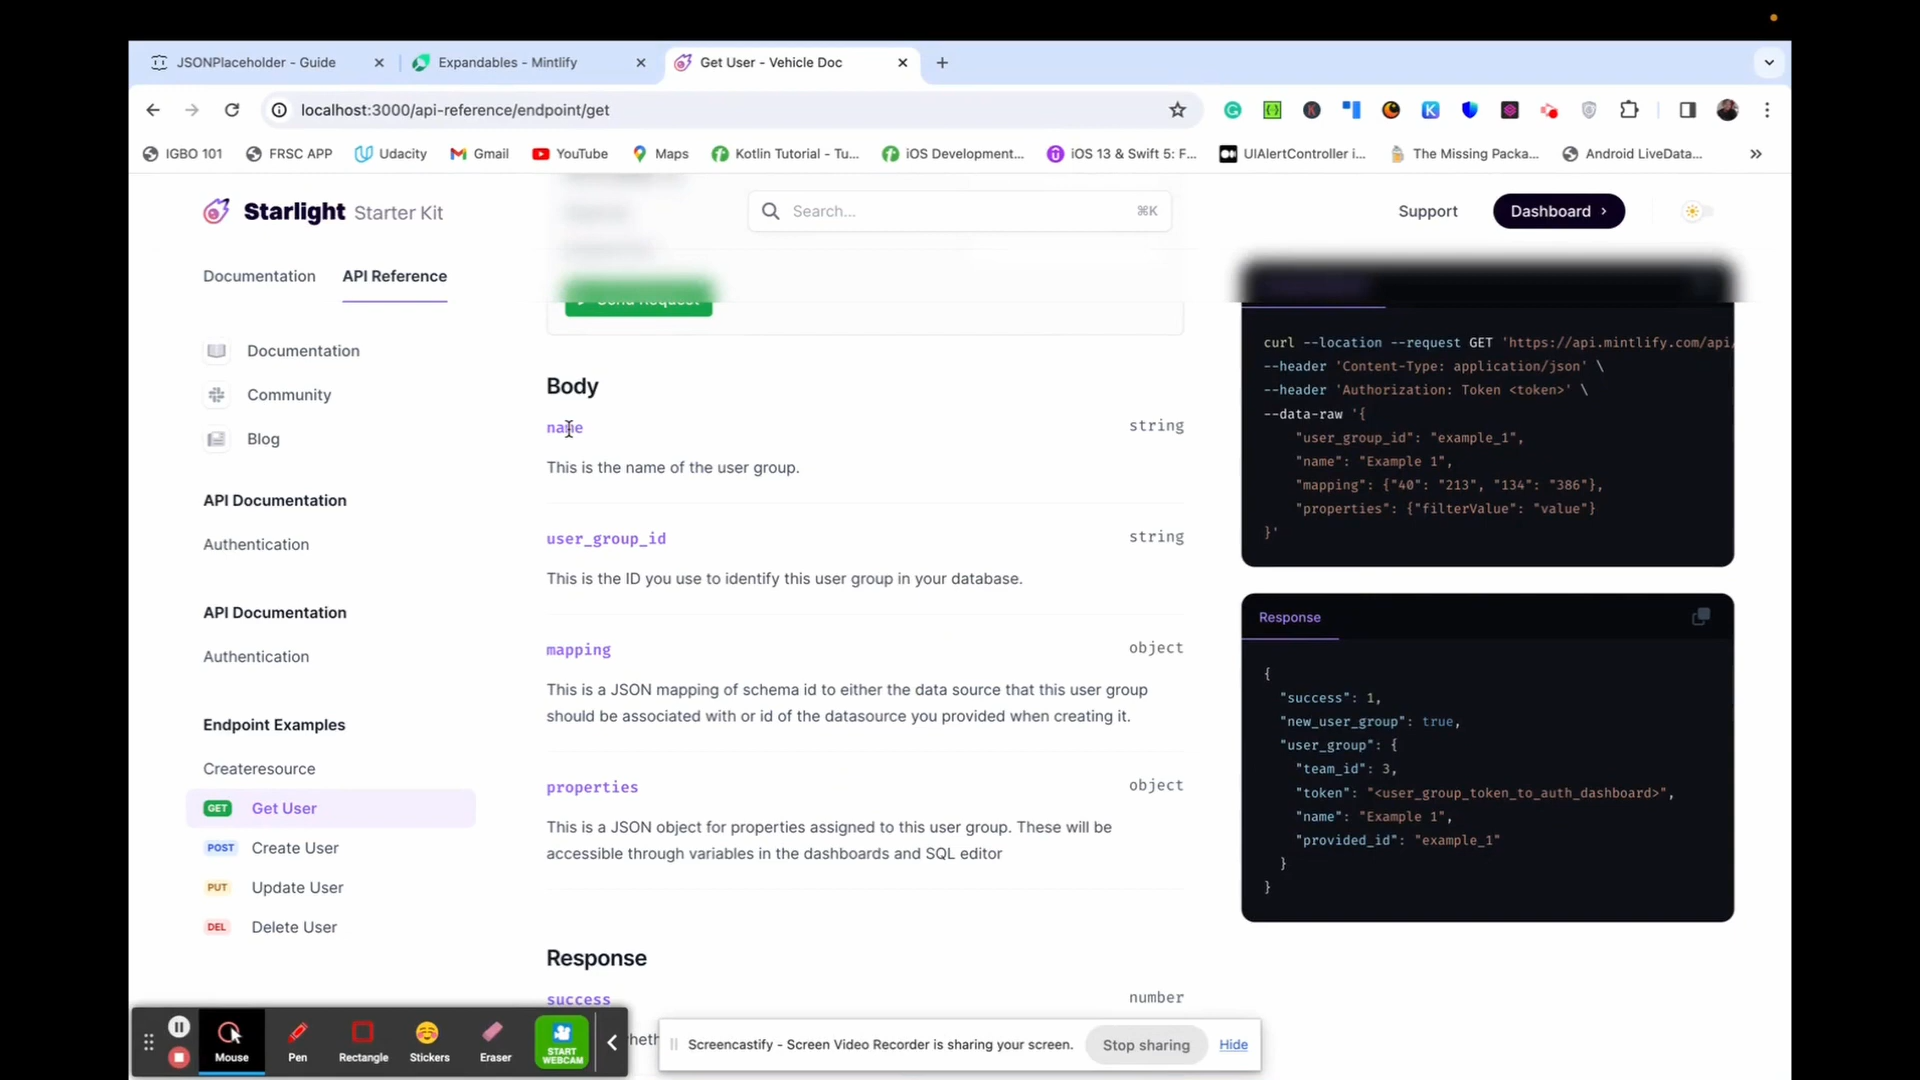 JSONPlaceholder - Guide
Expandables - Mintlify
Get User - Vehicle Doc
localhost:3000/api-reference/endpoint/get
IGBO 101
FRSC APP
Udacity
Gmail
YouTube
Maps
Kotlin Tutorial - Tu...
iOS Development...
iOS 13 & Swift 5: F...
UIAlertController i...
The Missing Packa...
Android LiveData...
Starlight Starter Kit
Search...
⌘K
Support
Dashboard
Documentation
API Reference
Send Request
Documentation
Community
Blog
API Documentation
Authentication
API Documentation
Authentication
Endpoint Examples
Createresource
GET Get User
POST Create User
PUT Update User
DEL Delete User
Body
name string
This is the name of the user group.
user_group_id string
This is the ID you use to identify this user group in your database.
mapping object
This is a JSON mapping of schema id to either the data source that this user group
should be associated with or id of the datasource you provided when creating it.
properties object
This is a JSON object for properties assigned to this user group. These will be
accessible through variables in the dashboards and SQL editor
Response
success number
curl --location --request GET 'https://api.mintlify.com/api/
--header 'Content-Type: application/json' \
--header 'Authorization: Token <token>' \
--data-raw '{
"user_group_id": "example_1",
"name": "Example 1",
"mapping": {"40": "213", "134": "386"},
"properties": {"filterValue": "value"}
}'
Response
{
"success": 1,
"new_user_group": true,
"user_group": {
"team_id": 3,
"token": "<user_group_token_to_auth_dashboard>",
"name": "Example 1",
"provided_id": "example_1"
}
}
Mouse
Pen
Rectangle
Stickers
Eraser
START
WEBCAM
Screencastify - Screen Video Recorder is sharing your screen.
Stop sharing
Hide